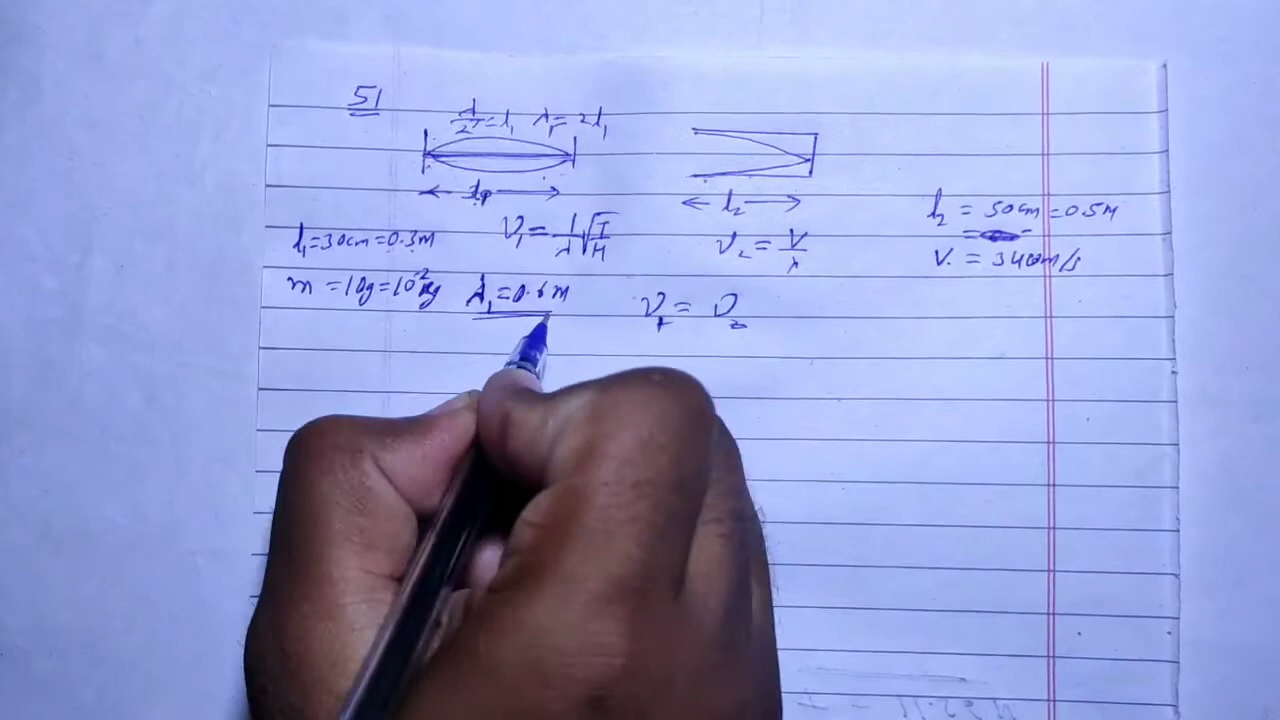 51
λ/2 = l₁ λ₁ = 2l₁
l₂
l₂ = 50cm = 0.5M
l₁ = 30cm = 0.3M ν₁ = 1/λ √T/M ν₂ = V/λ
V. = 340m/s
m = 10g = 10⁻²kg λ₁ = 0.6M ν₁ = ν₂